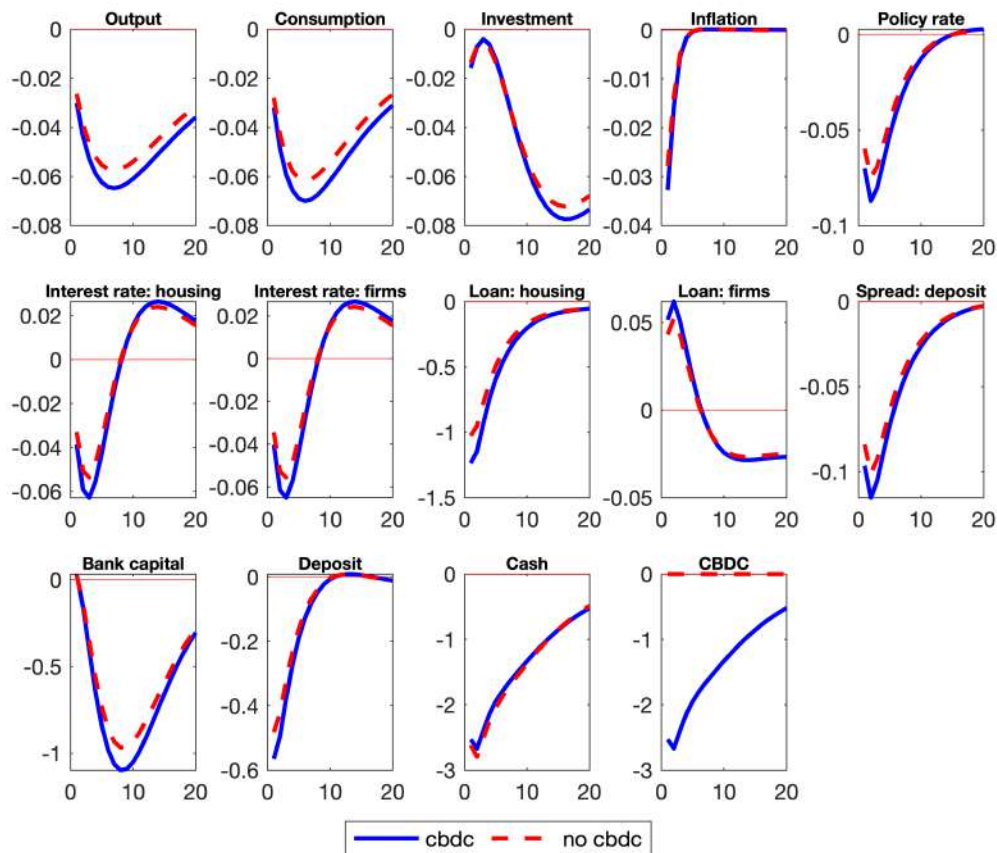 Output Consumption Investment Inflation Policy rate
0 0 0 0 0
-0.02 -0.02 -0.02 -0.01
-0.04 -0.04 -0.04 -0.02 -0.05
-0.06 -0.06 -0.06 -0.03
-0.08 -0.08 -0.08 -0.04 -0.1
0 10 20 0 10 20 0 10 20 0 10 20 0 10 20
Interest rate: housing Interest rate: firms Loan: housing Loan: firms Spread: deposit
0.02 0.02 0 0.05 0
0 0 -0.5 -0.05
-0.02 -0.02 0
-0.04 -0.04 -1 -0.1
-0.06 -0.06 -1.5 -0.05
0 10 20 0 10 20 0 10 20 0 10 20 0 10 20
Bank capital Deposit Cash CBDC
0 0 0 0
-0.5 -0.2 -1 -1
-0.4 -2 -2
-1 -0.6 -3 -3
0 10 20 0 10 20 0 10 20 0 10 20
cbdc no cbdc